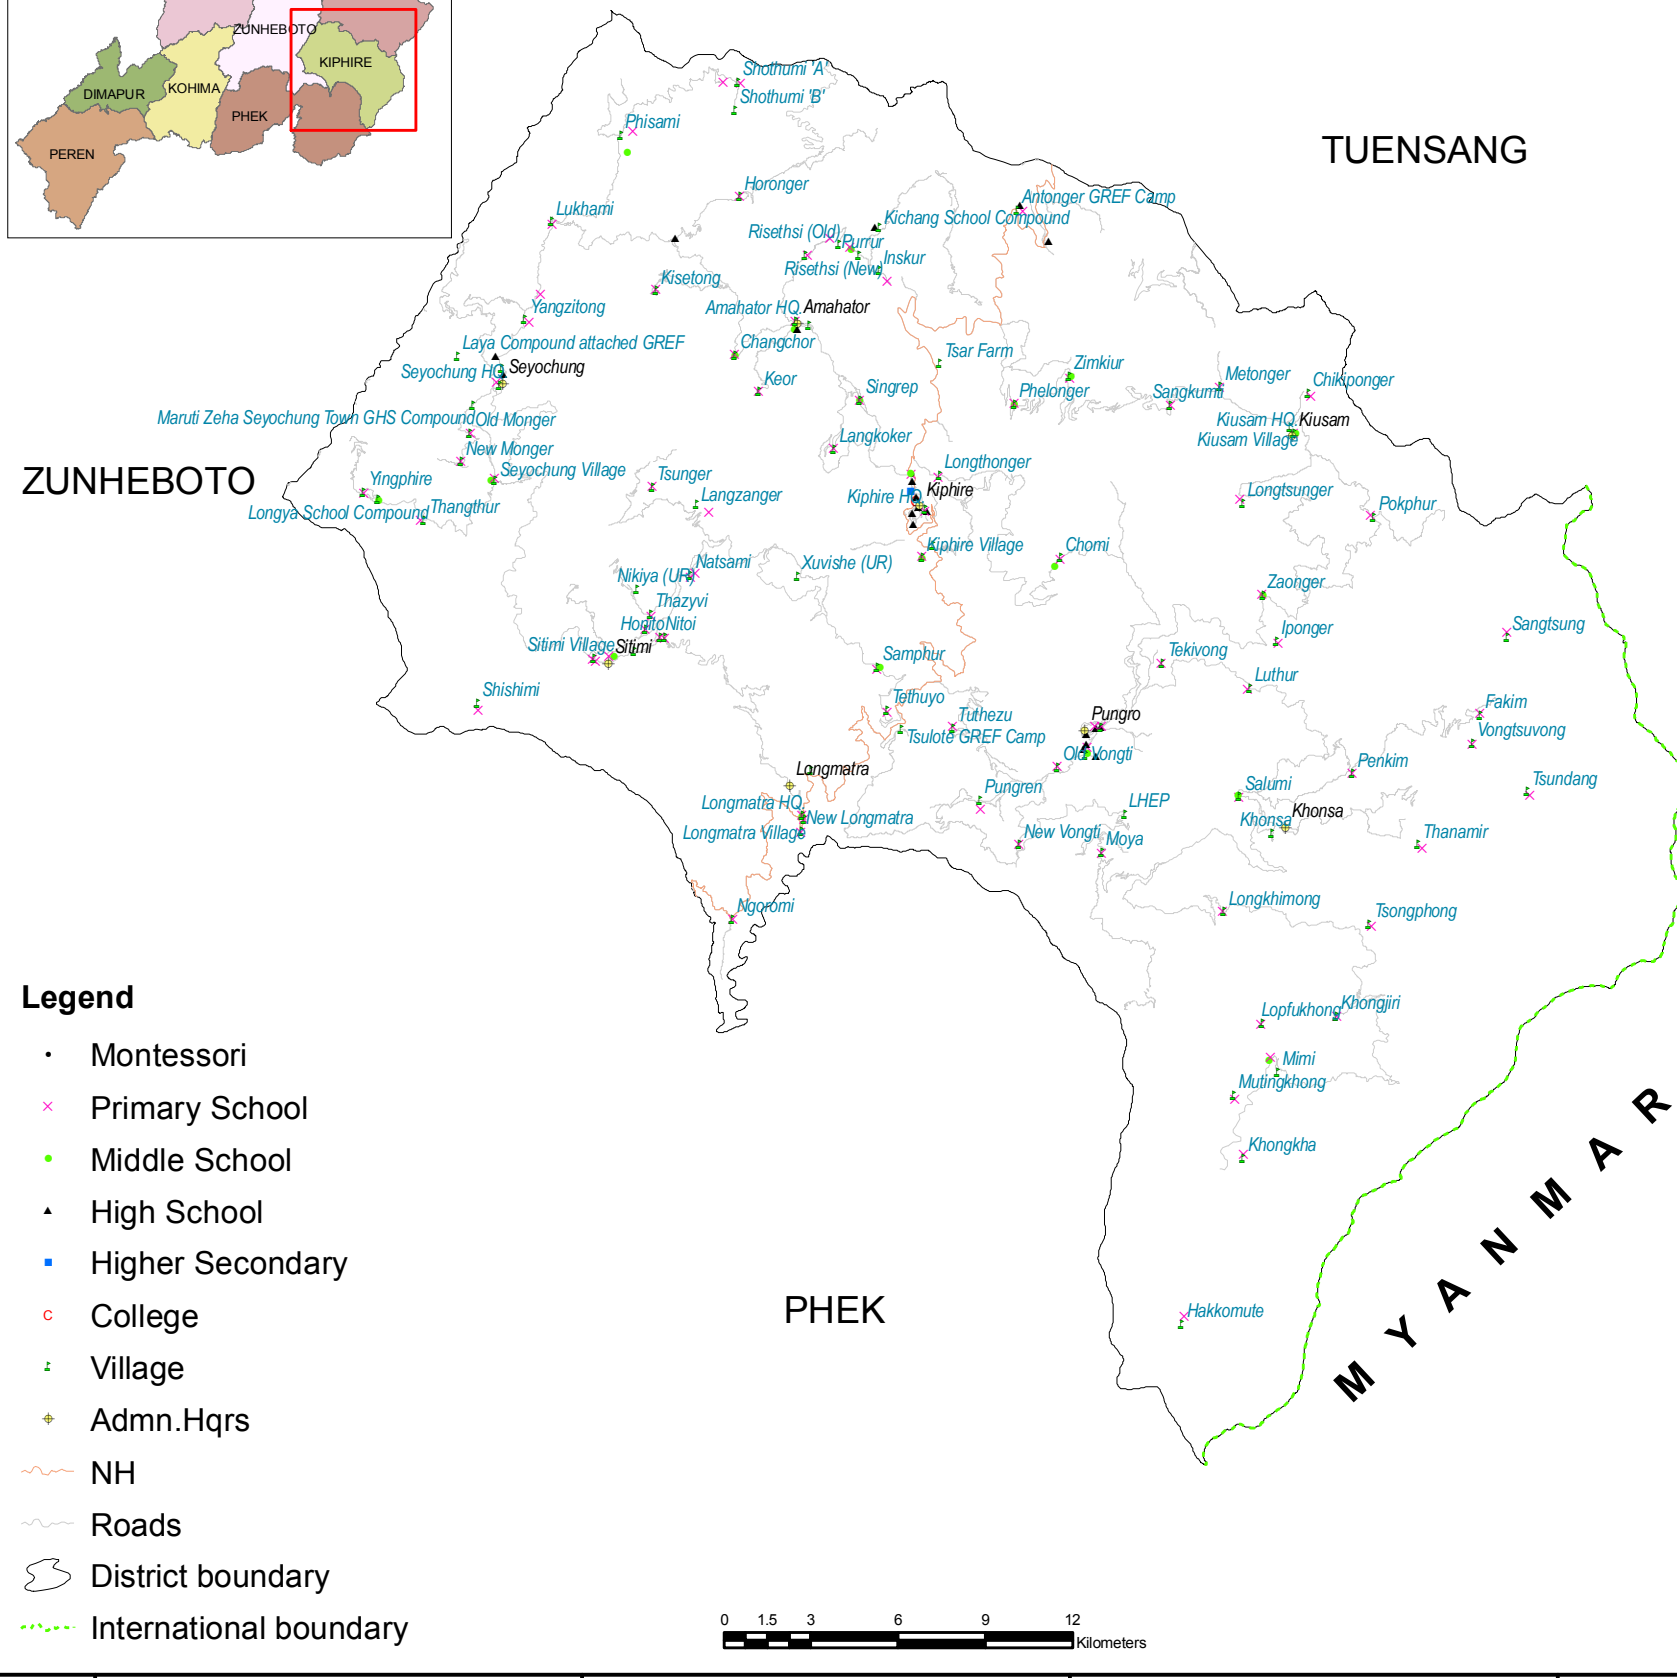 ZUNHEBOTO
KIPHIRE
DIMAPUR
KOHIMA
PHEK
PEREN
TUENSANG
ZUNHEBOTO
PHEK
MYANMAR
Shothumi 'A'
Shothumi 'B'
Phisami
Horonger
Lukhami
Antonger GREF Camp
Kichang School Compound
Risethsi (Old)
Purrur
Risethsi (New)
Inskur
Kisetong
Yangzitong
Amahator HQ.
Amahator
Changchor
Laya Compound attached GREF
Seyochung HQ
Seyochung
Tsar Farm
Zimkiur
Metonger
Chikiponger
Keor
Singrep
Phelonger
Sangkumti
Maruti Zeha Seyochung Town GHS Compound
Old Monger
Kiusam HQ.
Kiusam
Kiusam Village
New Monger
Langkoker
Seyochung Village
Yingphire
Tsunger
Longthonger
Langzanger
Kiphire HQ
Kiphire
Longtsunger
Pokphur
Longya School Compound
Thangthur
Kiphire Village
Chomi
Natsami
Xuvishe (UR)
Nikiya (UR)
Zaonger
Thazyvi
Honito
Nitoi
Iponger
Sangtsung
Sitimi Village
Sitimi
Samphur
Tekivong
Luthur
Shishimi
Tethuyo
Tuthezu
Pungro
Fakim
Vongtsuvong
Tsulote GREF Camp
Old Vongti
Longmatra
Penkim
Pungren
Salumi
Tsundang
Longmatra HQ.
New Longmatra
LHEP
Khonsa
Khonsa
Longmatra Village
New Vongti
Moya
Thanamir
Ngoromi
Longkhimong
Tsongphong
Lopfukhong
Khongjiri
Mimi
Mutingkhong
Khongkha
Hakkomute
Legend
Montessori
Primary School
Middle School
High School
Higher Secondary
C College
Village
Admn.Hqrs
NH
Roads
District boundary
International boundary
0 1.5 3 6 9 12
Kilometers